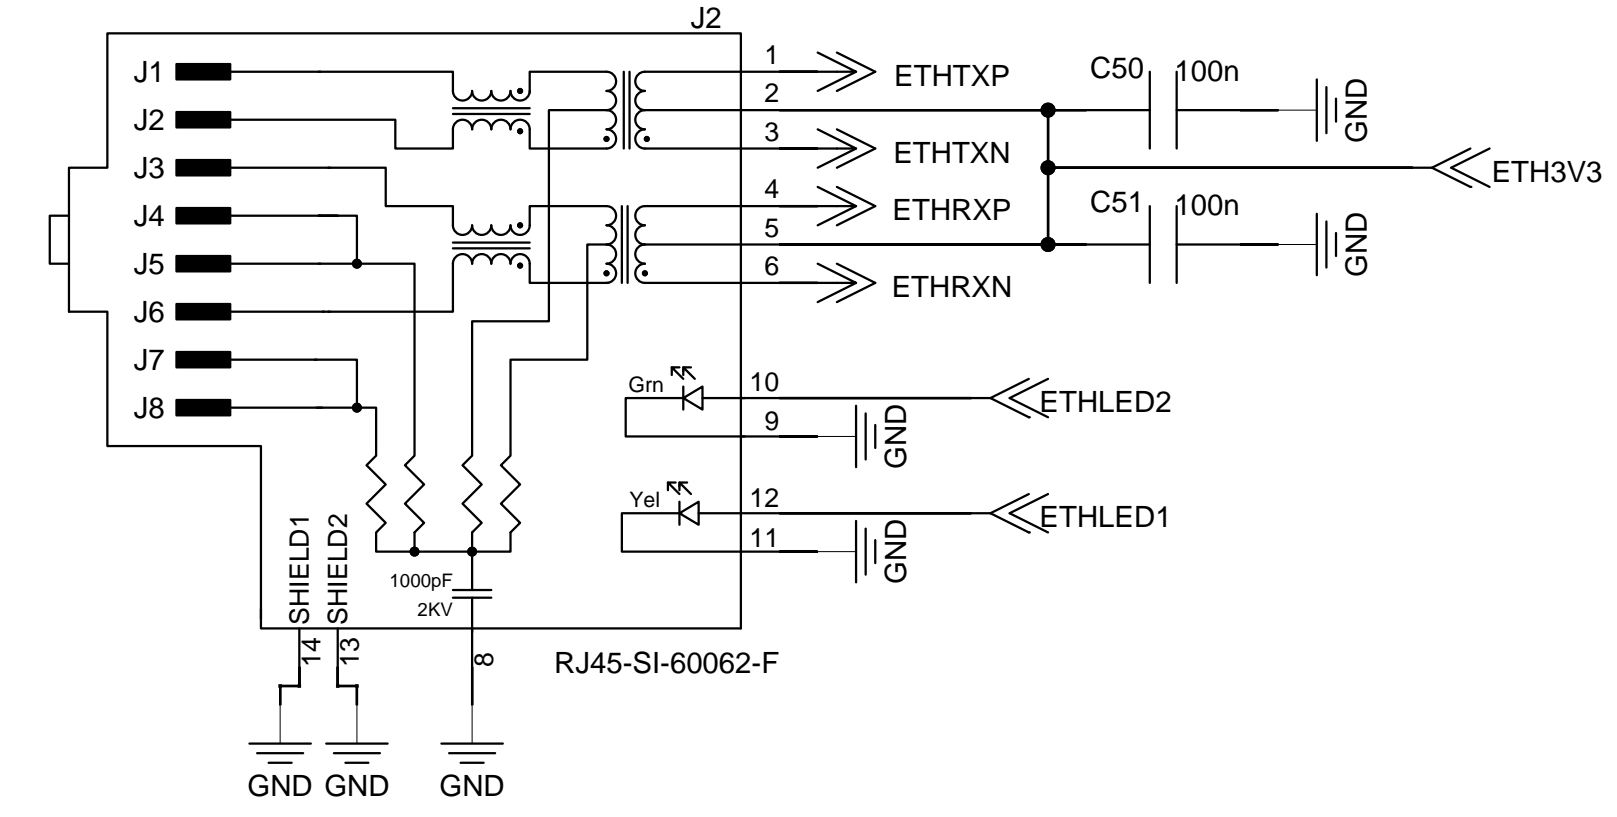 J2
J1
J2
J3
J4
J5
J6
J7
J8
1
2
3
4
5
6
ETHTXP
ETHTXN
ETHRXP
ETHRXN
C50 100n
GND
ETH3V3
C51 100n
GND
Grn
10
9
ETHLED2
GND
Yel
12
11
ETHLED1
GND
SHIELD1
SHIELD2
1000pF
2KV
14
13
8
RJ45-SI-60062-F
GND GND GND